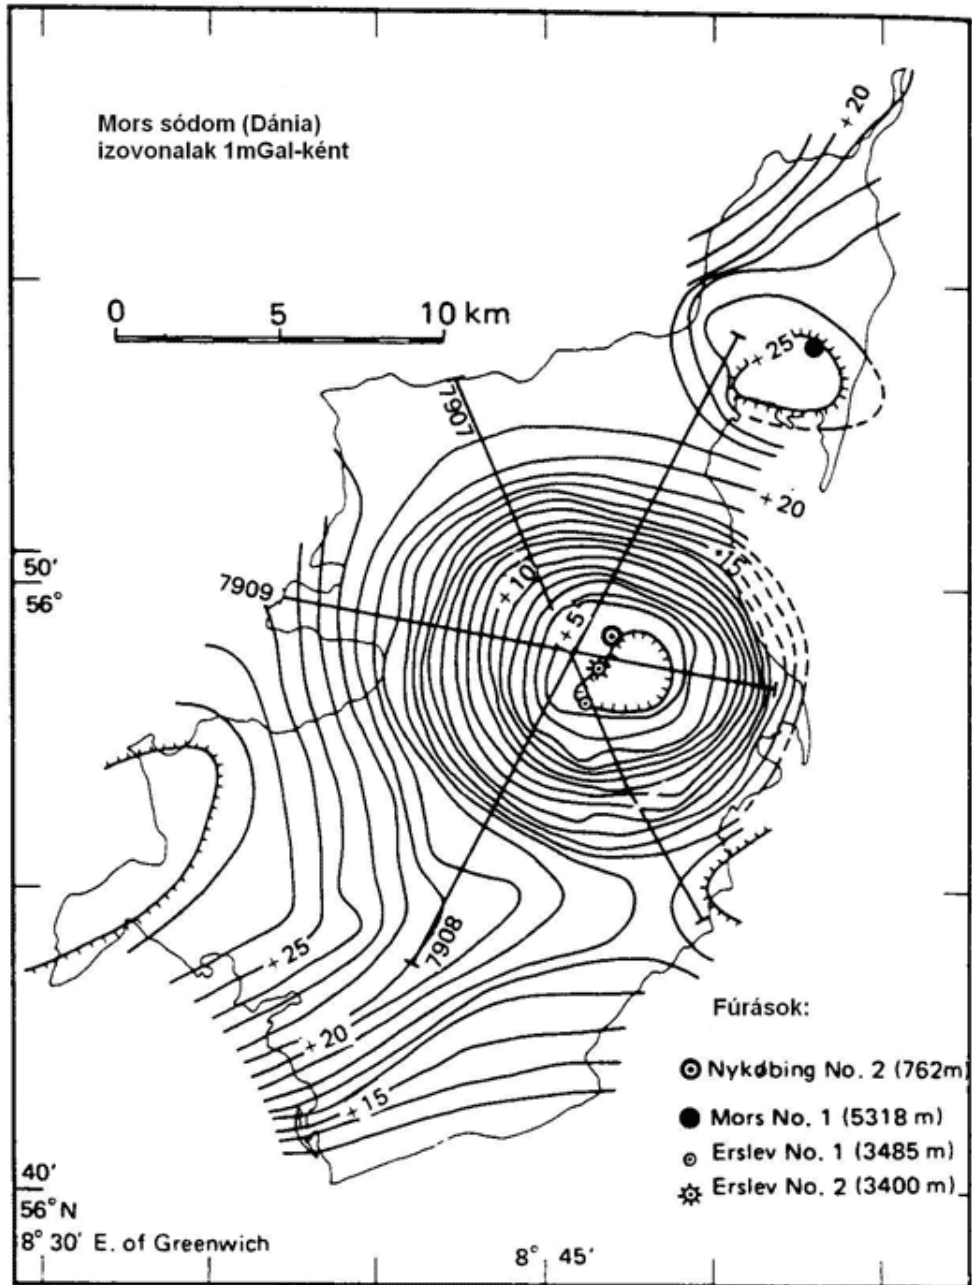 Mors sódom (Dánia)
izovonalak 1mGal-ként
0 5 10 km
+ 20
+ 25
7907
+ 20
+ 15
+ 10
7909
+ 5
50'
56°
7908
+ 25
+ 20
+ 15
Fúrások:
Nykøbing No. 2 (762m)
Mors No. 1 (5318 m)
Erslev No. 1 (3485 m)
Erslev No. 2 (3400 m)
40'
56° N
8° 30' E. of Greenwich
8° 45'